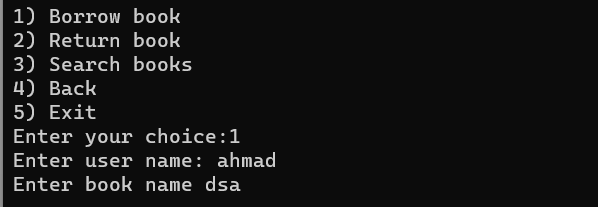 1) Borrow book
2) Return book
3) Search books
4) Back
5) Exit
Enter your choice:1
Enter user name: ahmad
Enter book name dsa